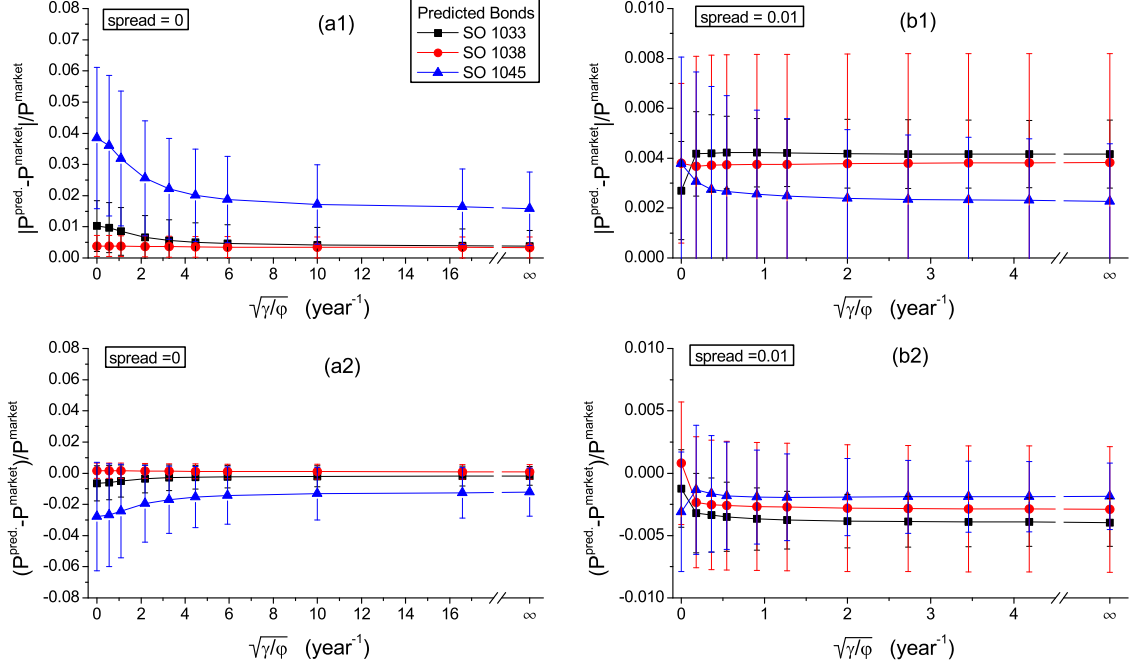 spread = 0
(a1)
Predicted Bonds
SO 1033
SO 1038
SO 1045
|P^pred.-P^market|/P^market
0.08
0.07
0.06
0.05
0.04
0.03
0.02
0.01
0.00
0 2 4 6 8 10 12 14 16 ∞
√γ/φ (year^-1)
spread = 0.01
(b1)
|P^pred.-P^market|/P^market
0.010
0.008
0.006
0.004
0.002
0.000
0 1 2 3 4 ∞
√γ/φ (year^-1)
spread =0
(a2)
(P^pred.-P^market)/P^market
0.08
0.06
0.04
0.02
0.00
-0.02
-0.04
-0.06
-0.08
0 2 4 6 8 10 12 14 16 ∞
√γ/φ (year^-1)
spread =0.01
(b2)
(P^pred.-P^market)/P^market
0.010
0.005
0.000
-0.005
-0.010
0 1 2 3 4 ∞
√γ/φ (year^-1)